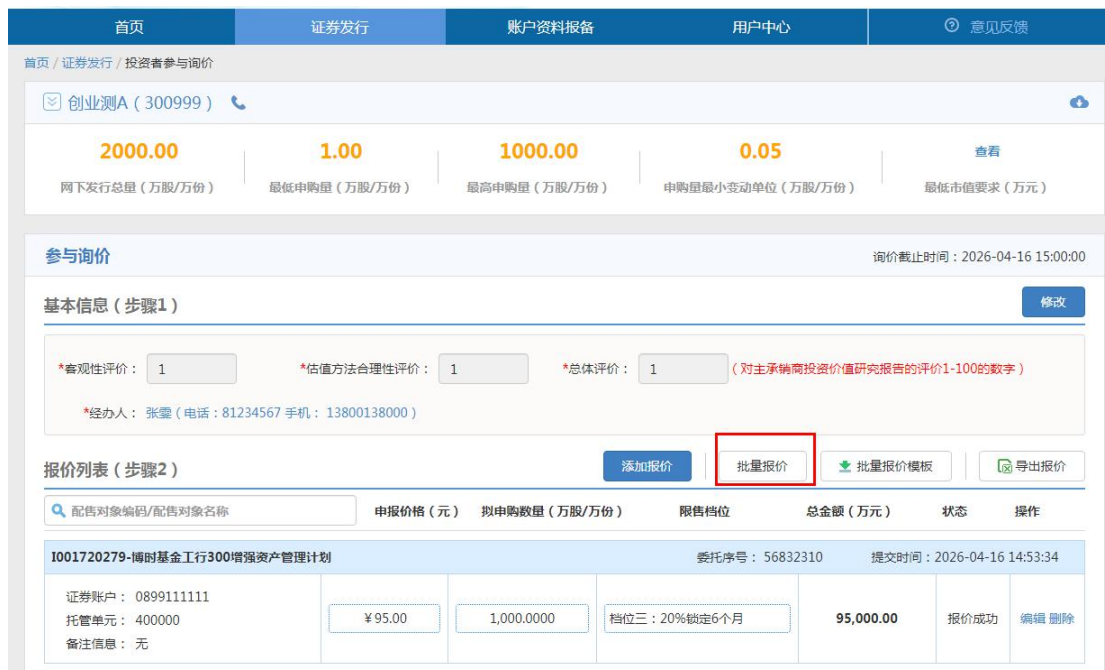 首页 证券发行 账户资料报备 用户中心 意见反馈
首页 / 证券发行 / 投资者参与询价
创业测A（300999）
2000.00 1.00 1000.00 0.05 查看
网下发行总量（万股/万份） 最低申购量（万股/万份） 最高申购量（万股/万份） 申购量最小变动单位（万股/万份） 最低市值要求（万元）
参与询价 询价截止时间：2026-04-16 15:00:00
基本信息（步骤1） 修改
*客观性评价： 1 *估值方法合理性评价： 1 *总体评价： 1 （对主承销商投资价值研究报告的评价1-100的数字）
*经办人： 张雯（电话：81234567 手机： 13800138000）
报价列表（步骤2） 添加报价 批量报价 批量报价模板 导出报价
配售对象编码/配售对象名称 申报价格（元） 拟申购数量（万股/万份） 限售档位 总金额（万元） 状态 操作
I001720279-博时基金工行300增强资产管理计划 委托序号： 56832310 提交时间：2026-04-16 14:53:34
证券账户： 0899111111
托管单元： 400000 ￥95.00 1,000.0000 档位三：20%锁定6个月 95,000.00 报价成功 编辑 删除
备注信息： 无